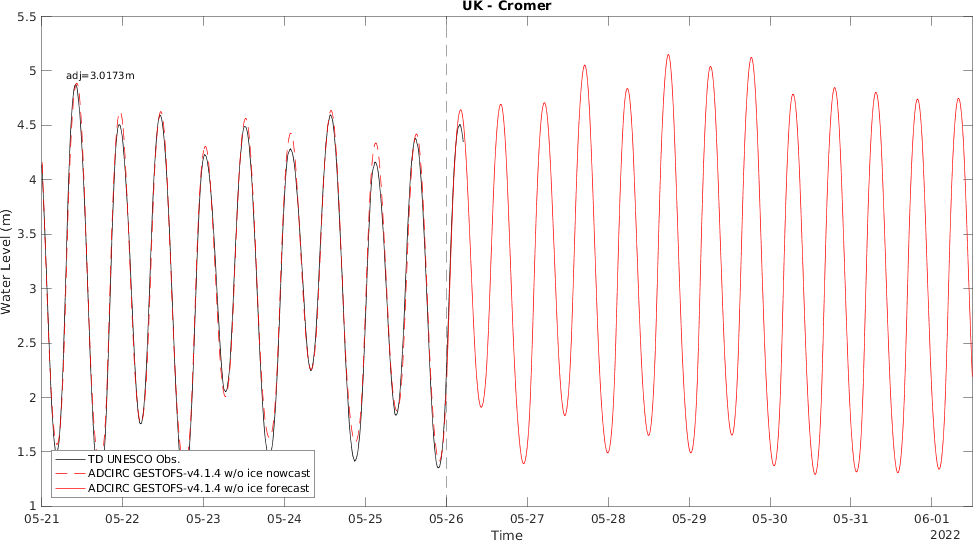 UK - Cromer
5.5
5
4.5
4
3.5
3
2.5
2
1.5
1
Water Level (m)
adj=3.0173m
TD UNESCO Obs.
ADCIRC GESTOFS-v4.1.4 w/o ice nowcast
ADCIRC GESTOFS-v4.1.4 w/o ice forecast
05-21 05-22 05-23 05-24 05-25 05-26 05-27 05-28 05-29 05-30 05-31 06-01
2022
Time